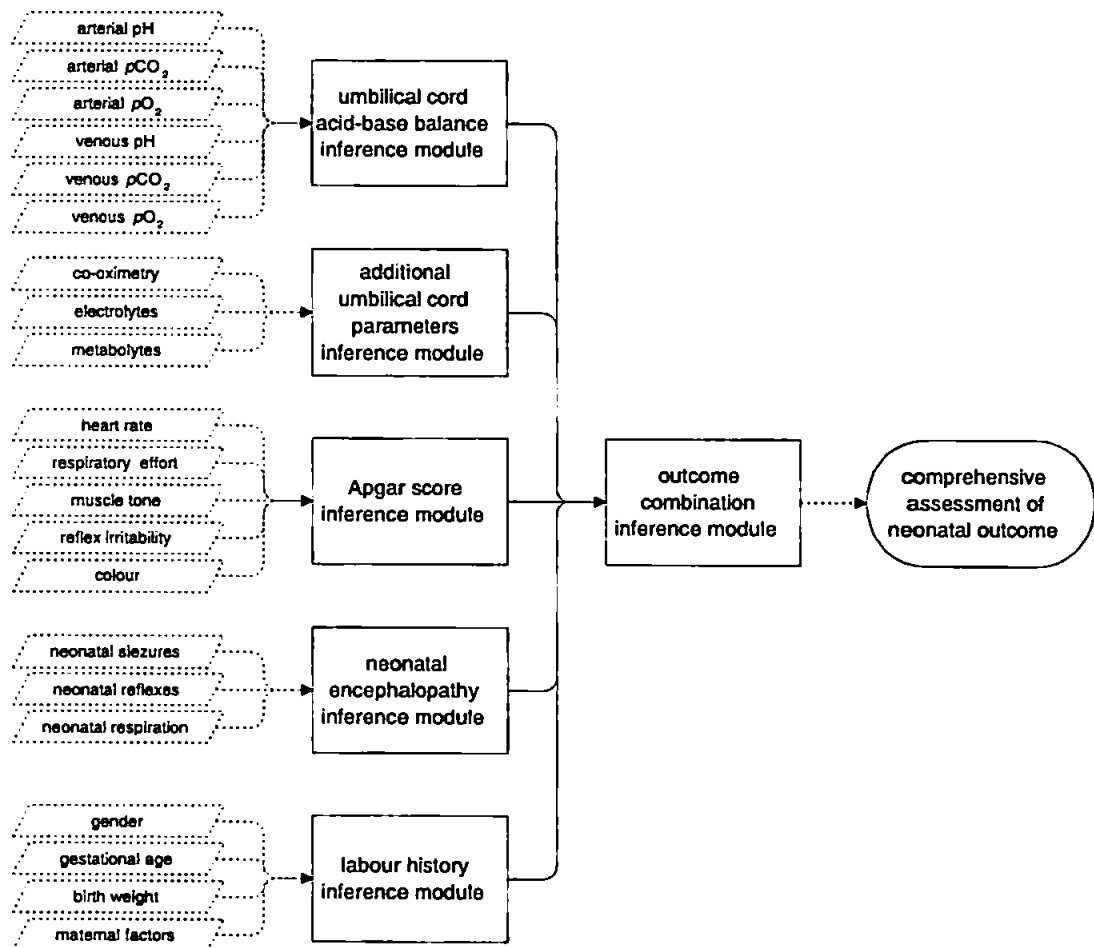 arterial pH
arterial pCO2
arterial pO2
venous pH
venous pCO2
venous pO2
umbilical cord
acid-base balance
inference module
co-oximetry
electrolytes
metabolytes
additional
umbilical cord
parameters
inference module
heart rate
respiratory effort
muscle tone
reflex irritability
colour
Apgar score
inference module
outcome
combination
inference module
comprehensive
assessment of
neonatal outcome
neonatal siezures
neonatal reflexes
neonatal respiration
neonatal
encephalopathy
inference module
gender
gestational age
birth weight
maternal factors
labour history
inference module